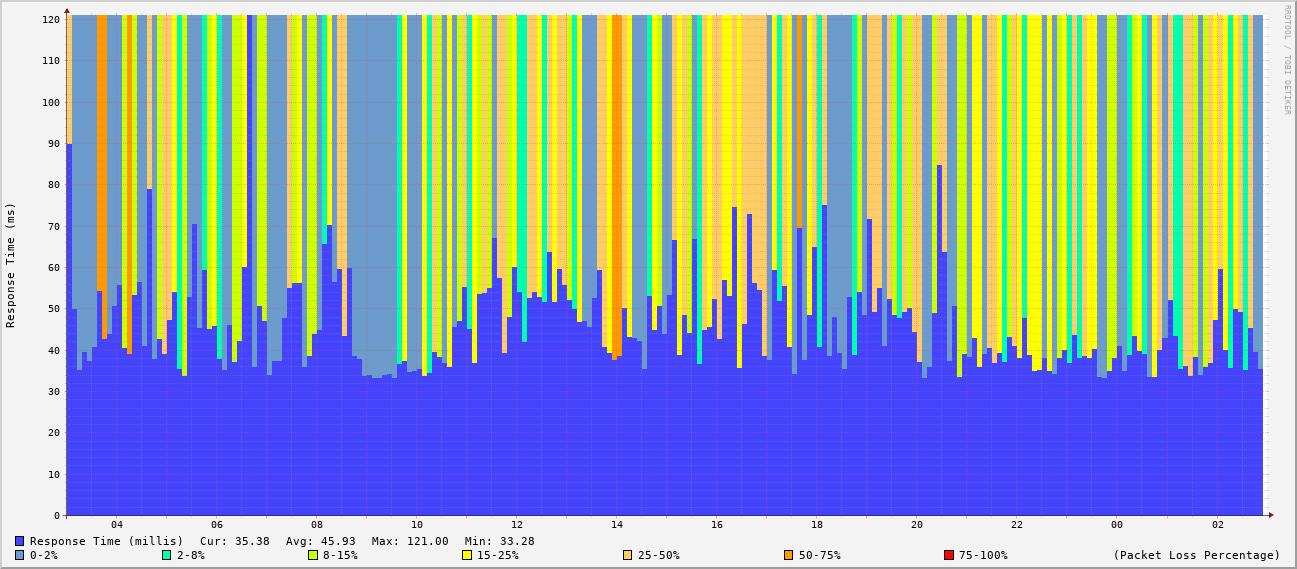 RRDTOOL / TOBI OETIKER
Response Time (ms)
120
110
100
90
80
70
60
50
40
30
20
10
0
04 06 08 10 12 14 16 18 20 22 00 02
Response Time (millis) Cur: 35.38 Avg: 45.93 Max: 121.00 Min: 33.28
0-2% 2-8% 8-15% 15-25% 25-50% 50-75% 75-100% (Packet Loss Percentage)